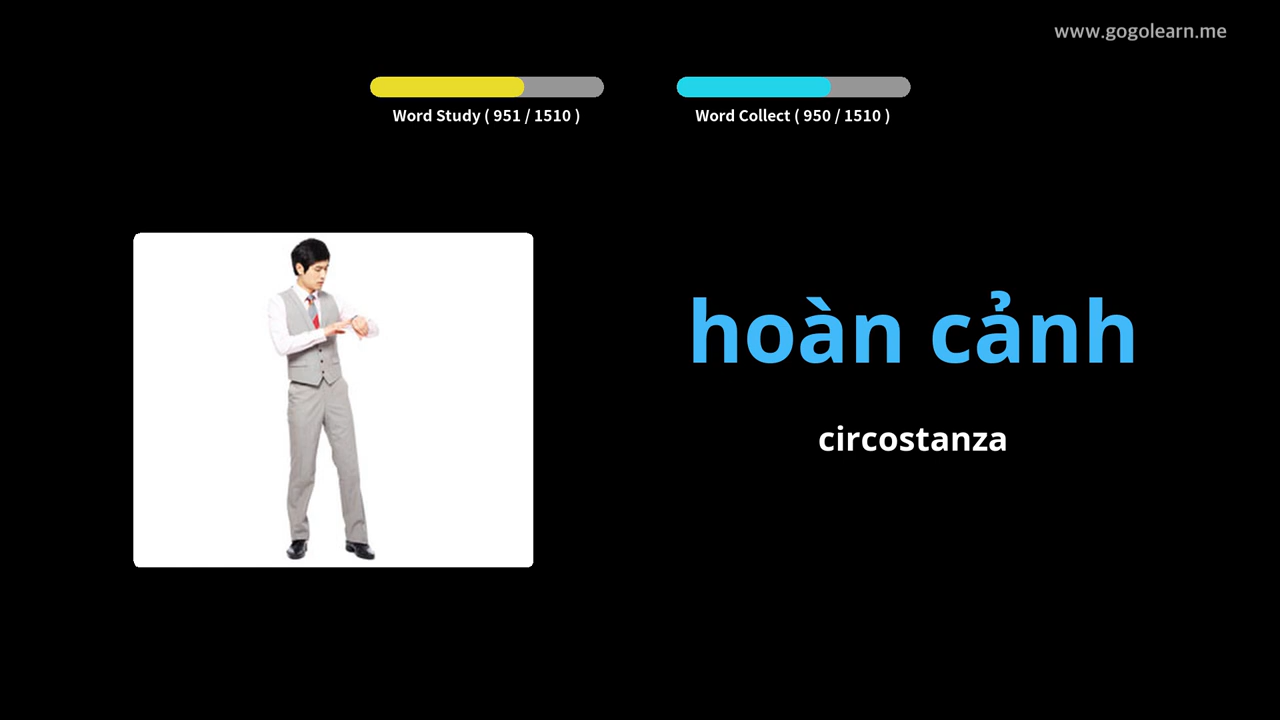 www.gogolearn.me
Word Study ( 951 / 1510 )
Word Collect ( 950 / 1510 )
hoàn cảnh
circostanza